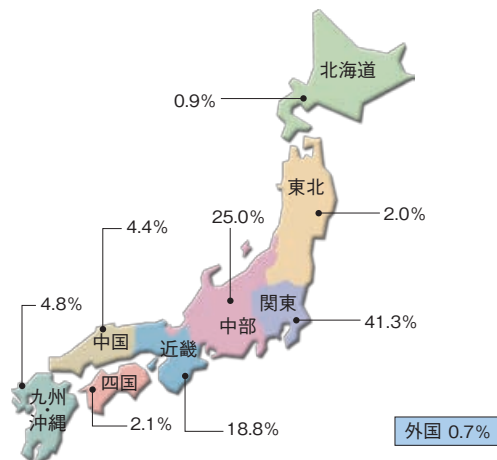 北海道
0.9%
東北
2.0%
25.0%
4.4%
関東
41.3%
中部
4.8%
中国
近畿
九州
沖縄
四国
2.1%
18.8%
外国 0.7%